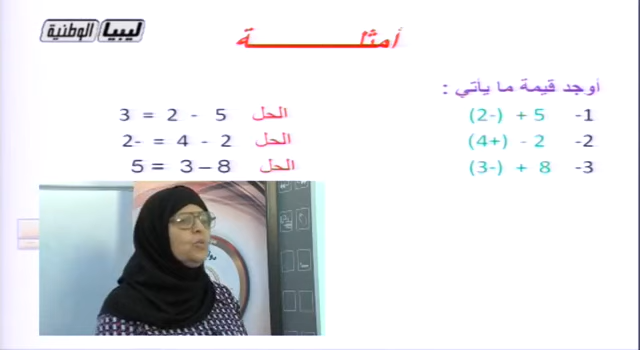 ليبيا الوطنية
أمثلـــــــــــة
أوجد قيمة ما يأتي :
1- 5 + (-2) الحل 5 - 2 = 3
2- 2 - (+4) الحل 2 - 4 = -2
3- 8 + (-3) الحل 8 – 3 = 5